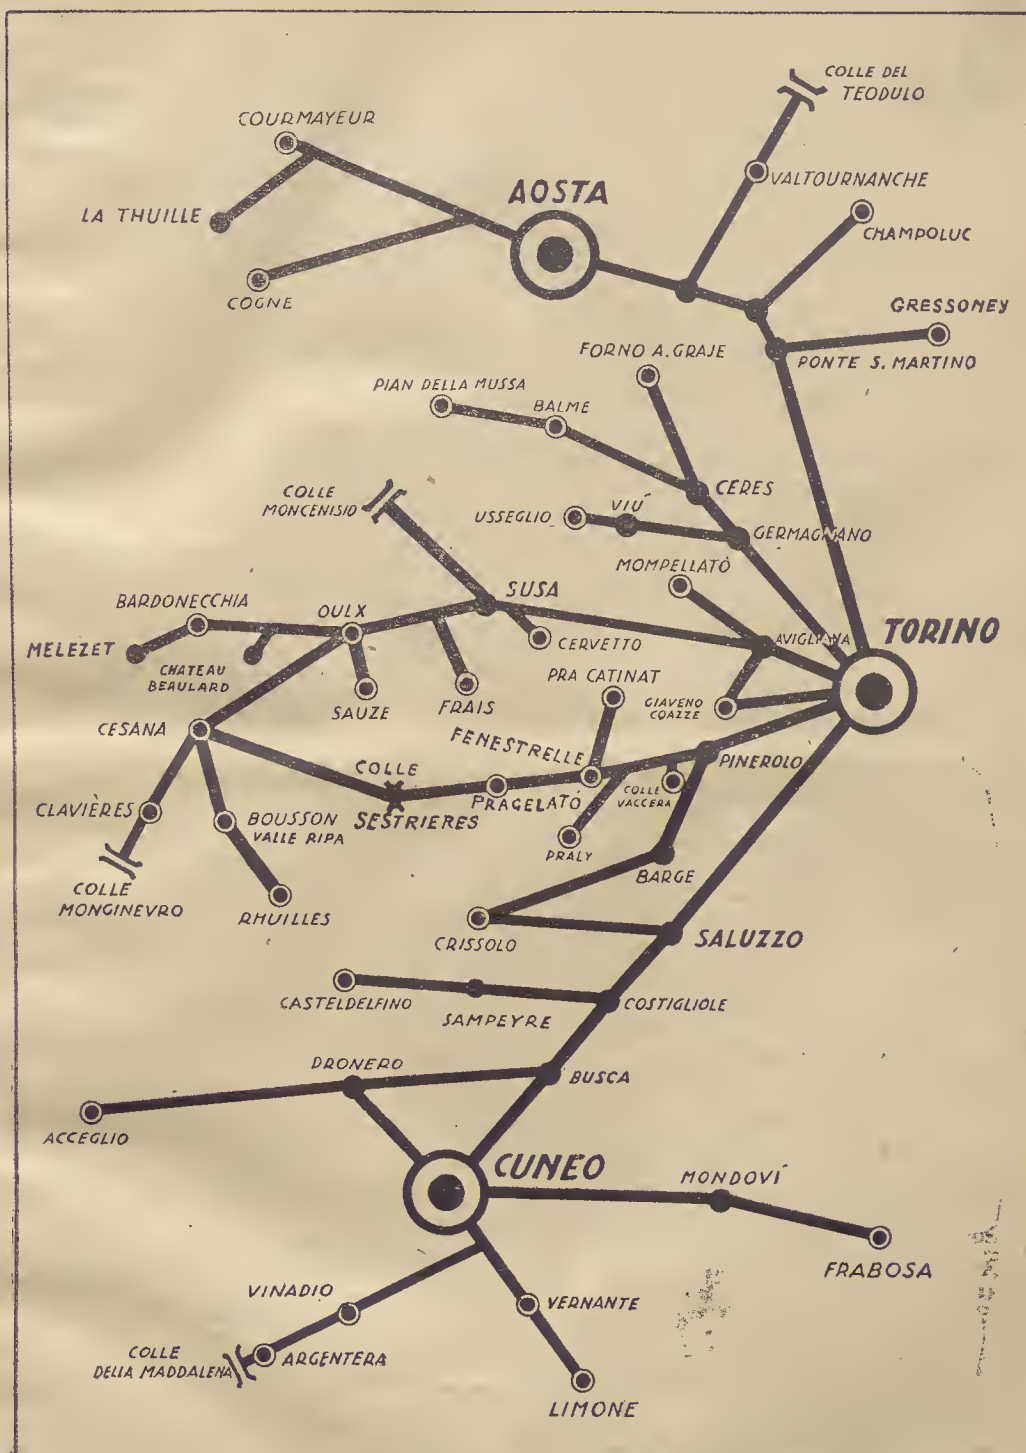 COLLE DEL
TEODULO
COURMAYEUR
VALTOURNANCHE
AOSTA
LA THUILLE
CHAMPOLUC
COGNE
GRESSONEY
FORNO A. GRAJE
PONTE S. MARTINO
PIAN DELLA MUSSA
BALME
COLLE
MONCENISIO
CERES
VIÚ
USSEGLIO
GERMAGNANO
MOMPELLATÒ
SUSA
BARDONECCHIA
OULX
TORINO
MELEZET
CERVETTO
AVIGLIANA
CHATEAU
BEAULARD
PRA CATINAT
SAUZE
FRAIS
GIAVENO
COAZZE
CESANA
FENESTRELLE
COLLE
PINEROLO
PRAGELATÓ
COLLE
VACCERA
CLAVIÈRES
BOUSSON
VALLE RIPA
SESTRIERES
PRALY
COLLE
MONGINEVRO
BARGE
RHUILLES
CRISSOLO
SALUZZO
CASTELDELFINO
COSTIGLIOLE
SAMPEYRE
DRONERO
BUSCA
ACCEGLIO
CUNEO
MONDOVÍ
FRABOSA
VINADIO
VERNANTE
COLLE
DELLA MADDALENA
ARGENTERA
LIMONE